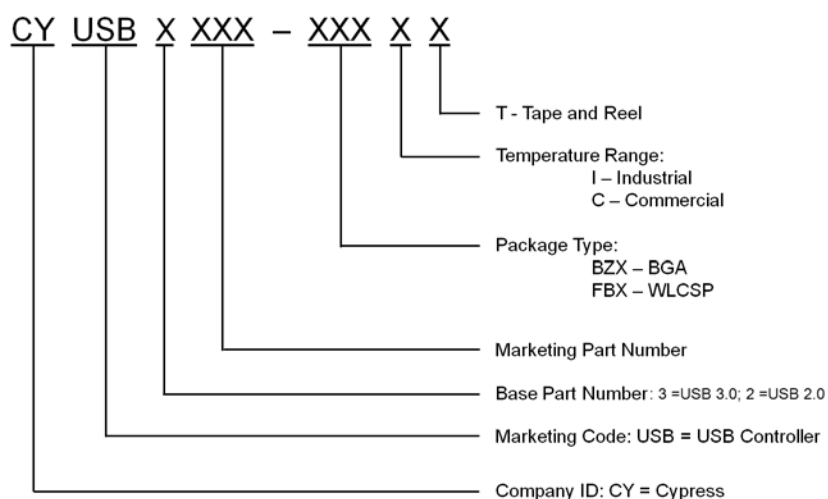 CY USB X XXX – XXX X X
T - Tape and Reel
Temperature Range:
I – Industrial
C – Commercial
Package Type:
BZX – BGA
FBX – WLCSP
Marketing Part Number
Base Part Number: 3 =USB 3.0; 2 =USB 2.0
Marketing Code: USB = USB Controller
Company ID: CY = Cypress